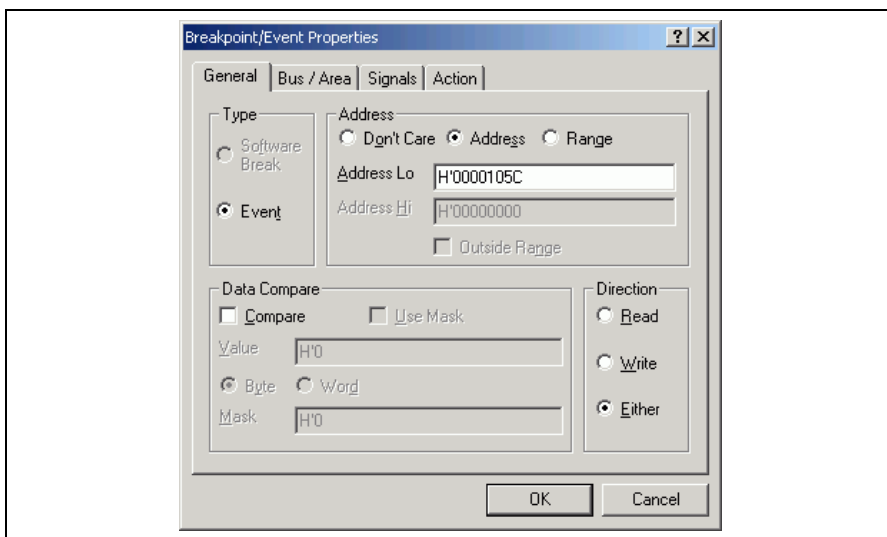 Breakpoint/Event Properties
General Bus / Area Signals Action
Type
Software
Break
Event
Address
Don't Care Address Range
Address Lo H'0000105C
Address Hi H'00000000
Outside Range
Data Compare
Compare Use Mask
Value H'0
Byte Word
Mask H'0
Direction
Read
Write
Either
OK Cancel